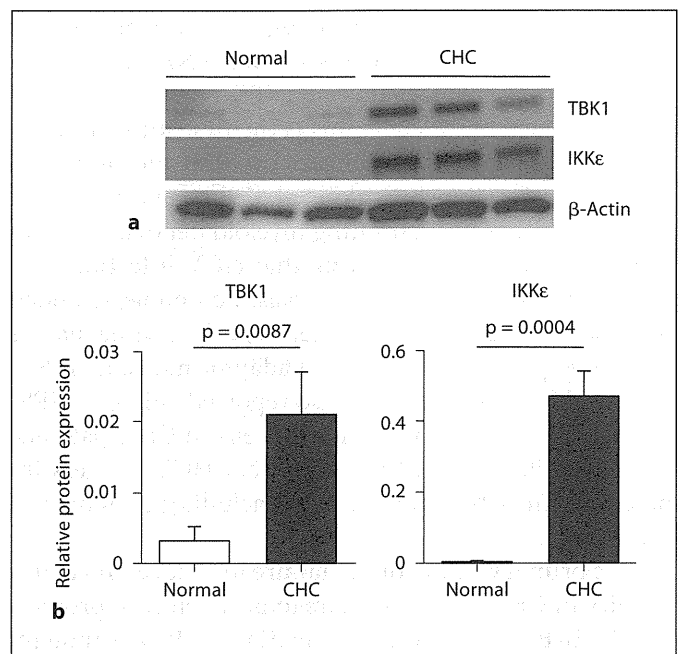 Normal CHC
TBK1
IKKε
β-Actin
a
TBK1
p = 0.0087
Relative protein expression
0.03
0.02
0.01
0
Normal CHC
IKKε
p = 0.0004
0.6
0.4
0.2
0
Normal CHC
b